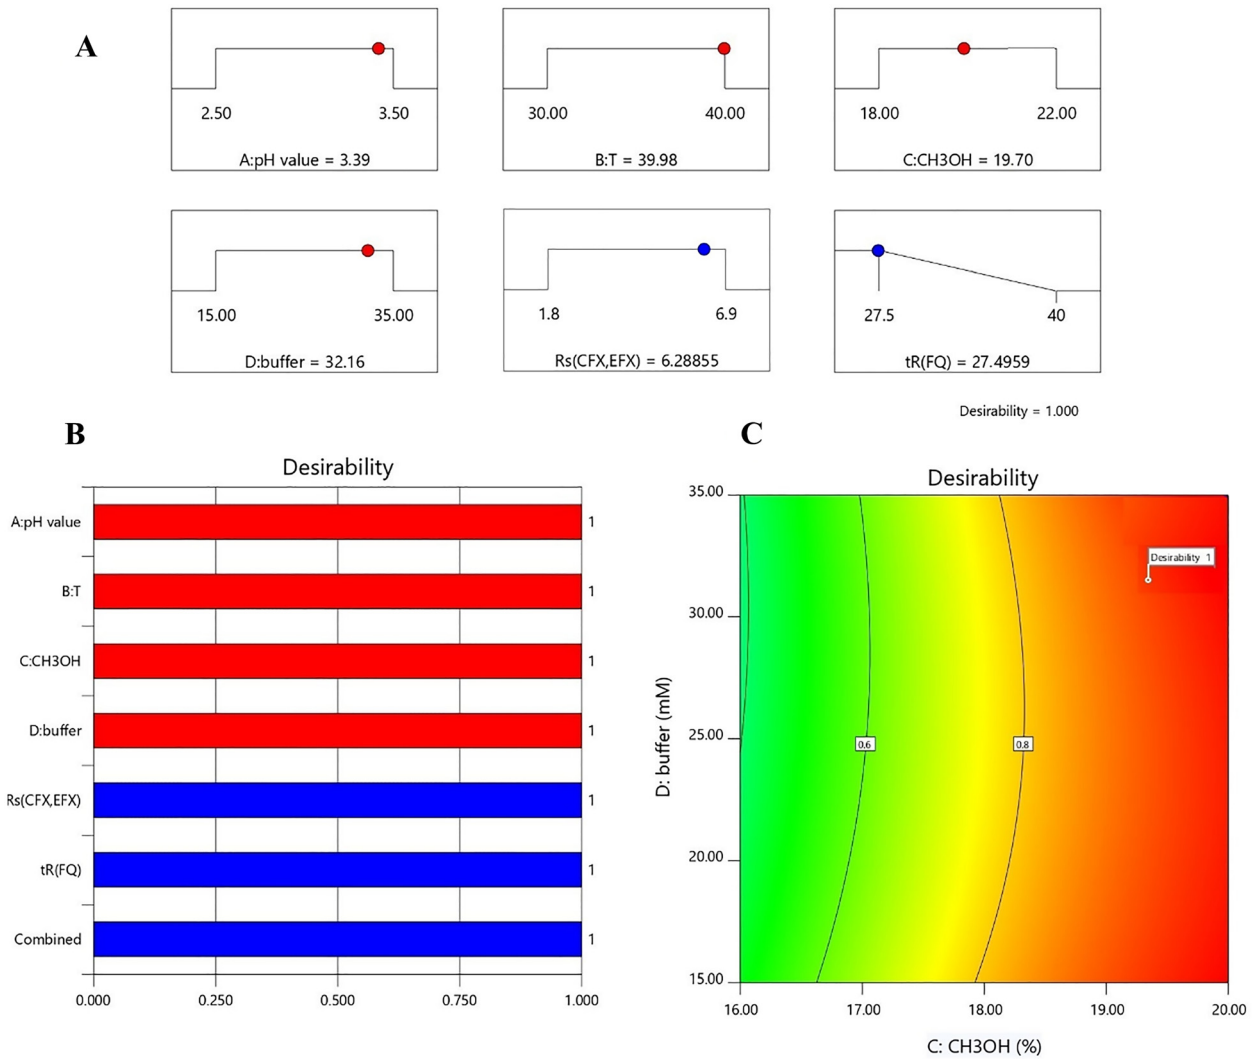 A
2.50 3.50
A:pH value = 3.39
30.00 40.00
B:T = 39.98
18.00 22.00
C:CH3OH = 19.70
15.00 35.00
D:buffer = 32.16
1.8 6.9
Rs(CFX,EFX) = 6.28855
27.5 40
tR(FQ) = 27.4959
Desirability = 1.000
B
Desirability
A:pH value 1
B:T 1
C:CH3OH 1
D:buffer 1
Rs(CFX,EFX) 1
tR(FQ) 1
Combined 1
0.000 0.250 0.500 0.750 1.000
C
Desirability
35.00
30.00
25.00
20.00
15.00
D: buffer (mM)
Desirability 1
0.6
0.8
16.00 17.00 18.00 19.00 20.00
C: CH3OH (%)